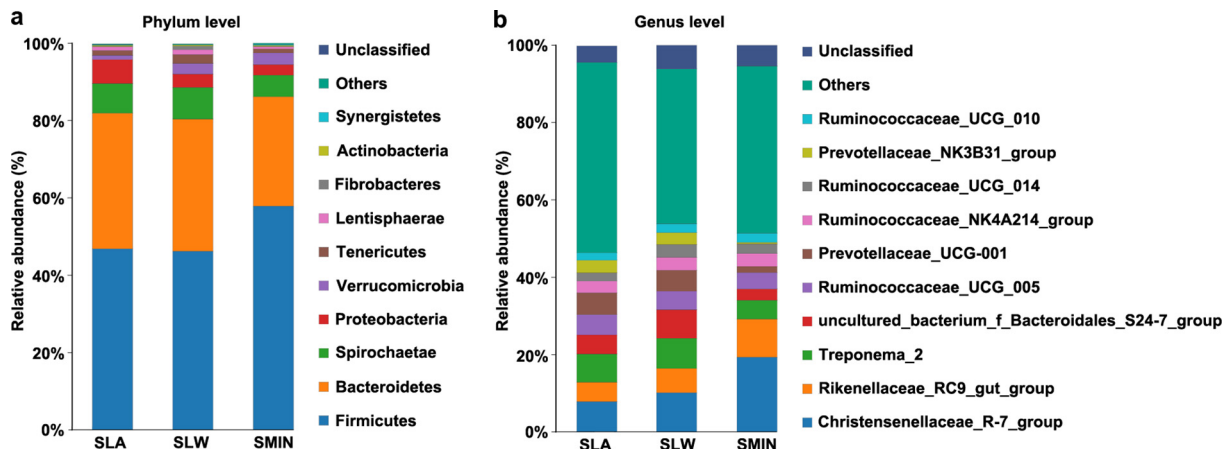 a
Phylum level
Relative abundance (%)
100%
80%
60%
40%
20%
0%
SLA
SLW
SMIN
Unclassified
Others
Synergistetes
Actinobacteria
Fibrobacteres
Lentisphaerae
Tenericutes
Verrucomicrobia
Proteobacteria
Spirochaetae
Bacteroidetes
Firmicutes
b
Genus level
Relative abundance (%)
100%
80%
60%
40%
20%
0%
SLA
SLW
SMIN
Unclassified
Others
Ruminococcaceae_UCG_010
Prevotellaceae_NK3B31_group
Ruminococcaceae_UCG_014
Ruminococcaceae_NK4A214_group
Prevotellaceae_UCG-001
Ruminococcaceae_UCG_005
uncultured_bacterium_f_Bacteroidales_S24-7_group
Treponema_2
Rikenellaceae_RC9_gut_group
Christensenellaceae_R-7_group